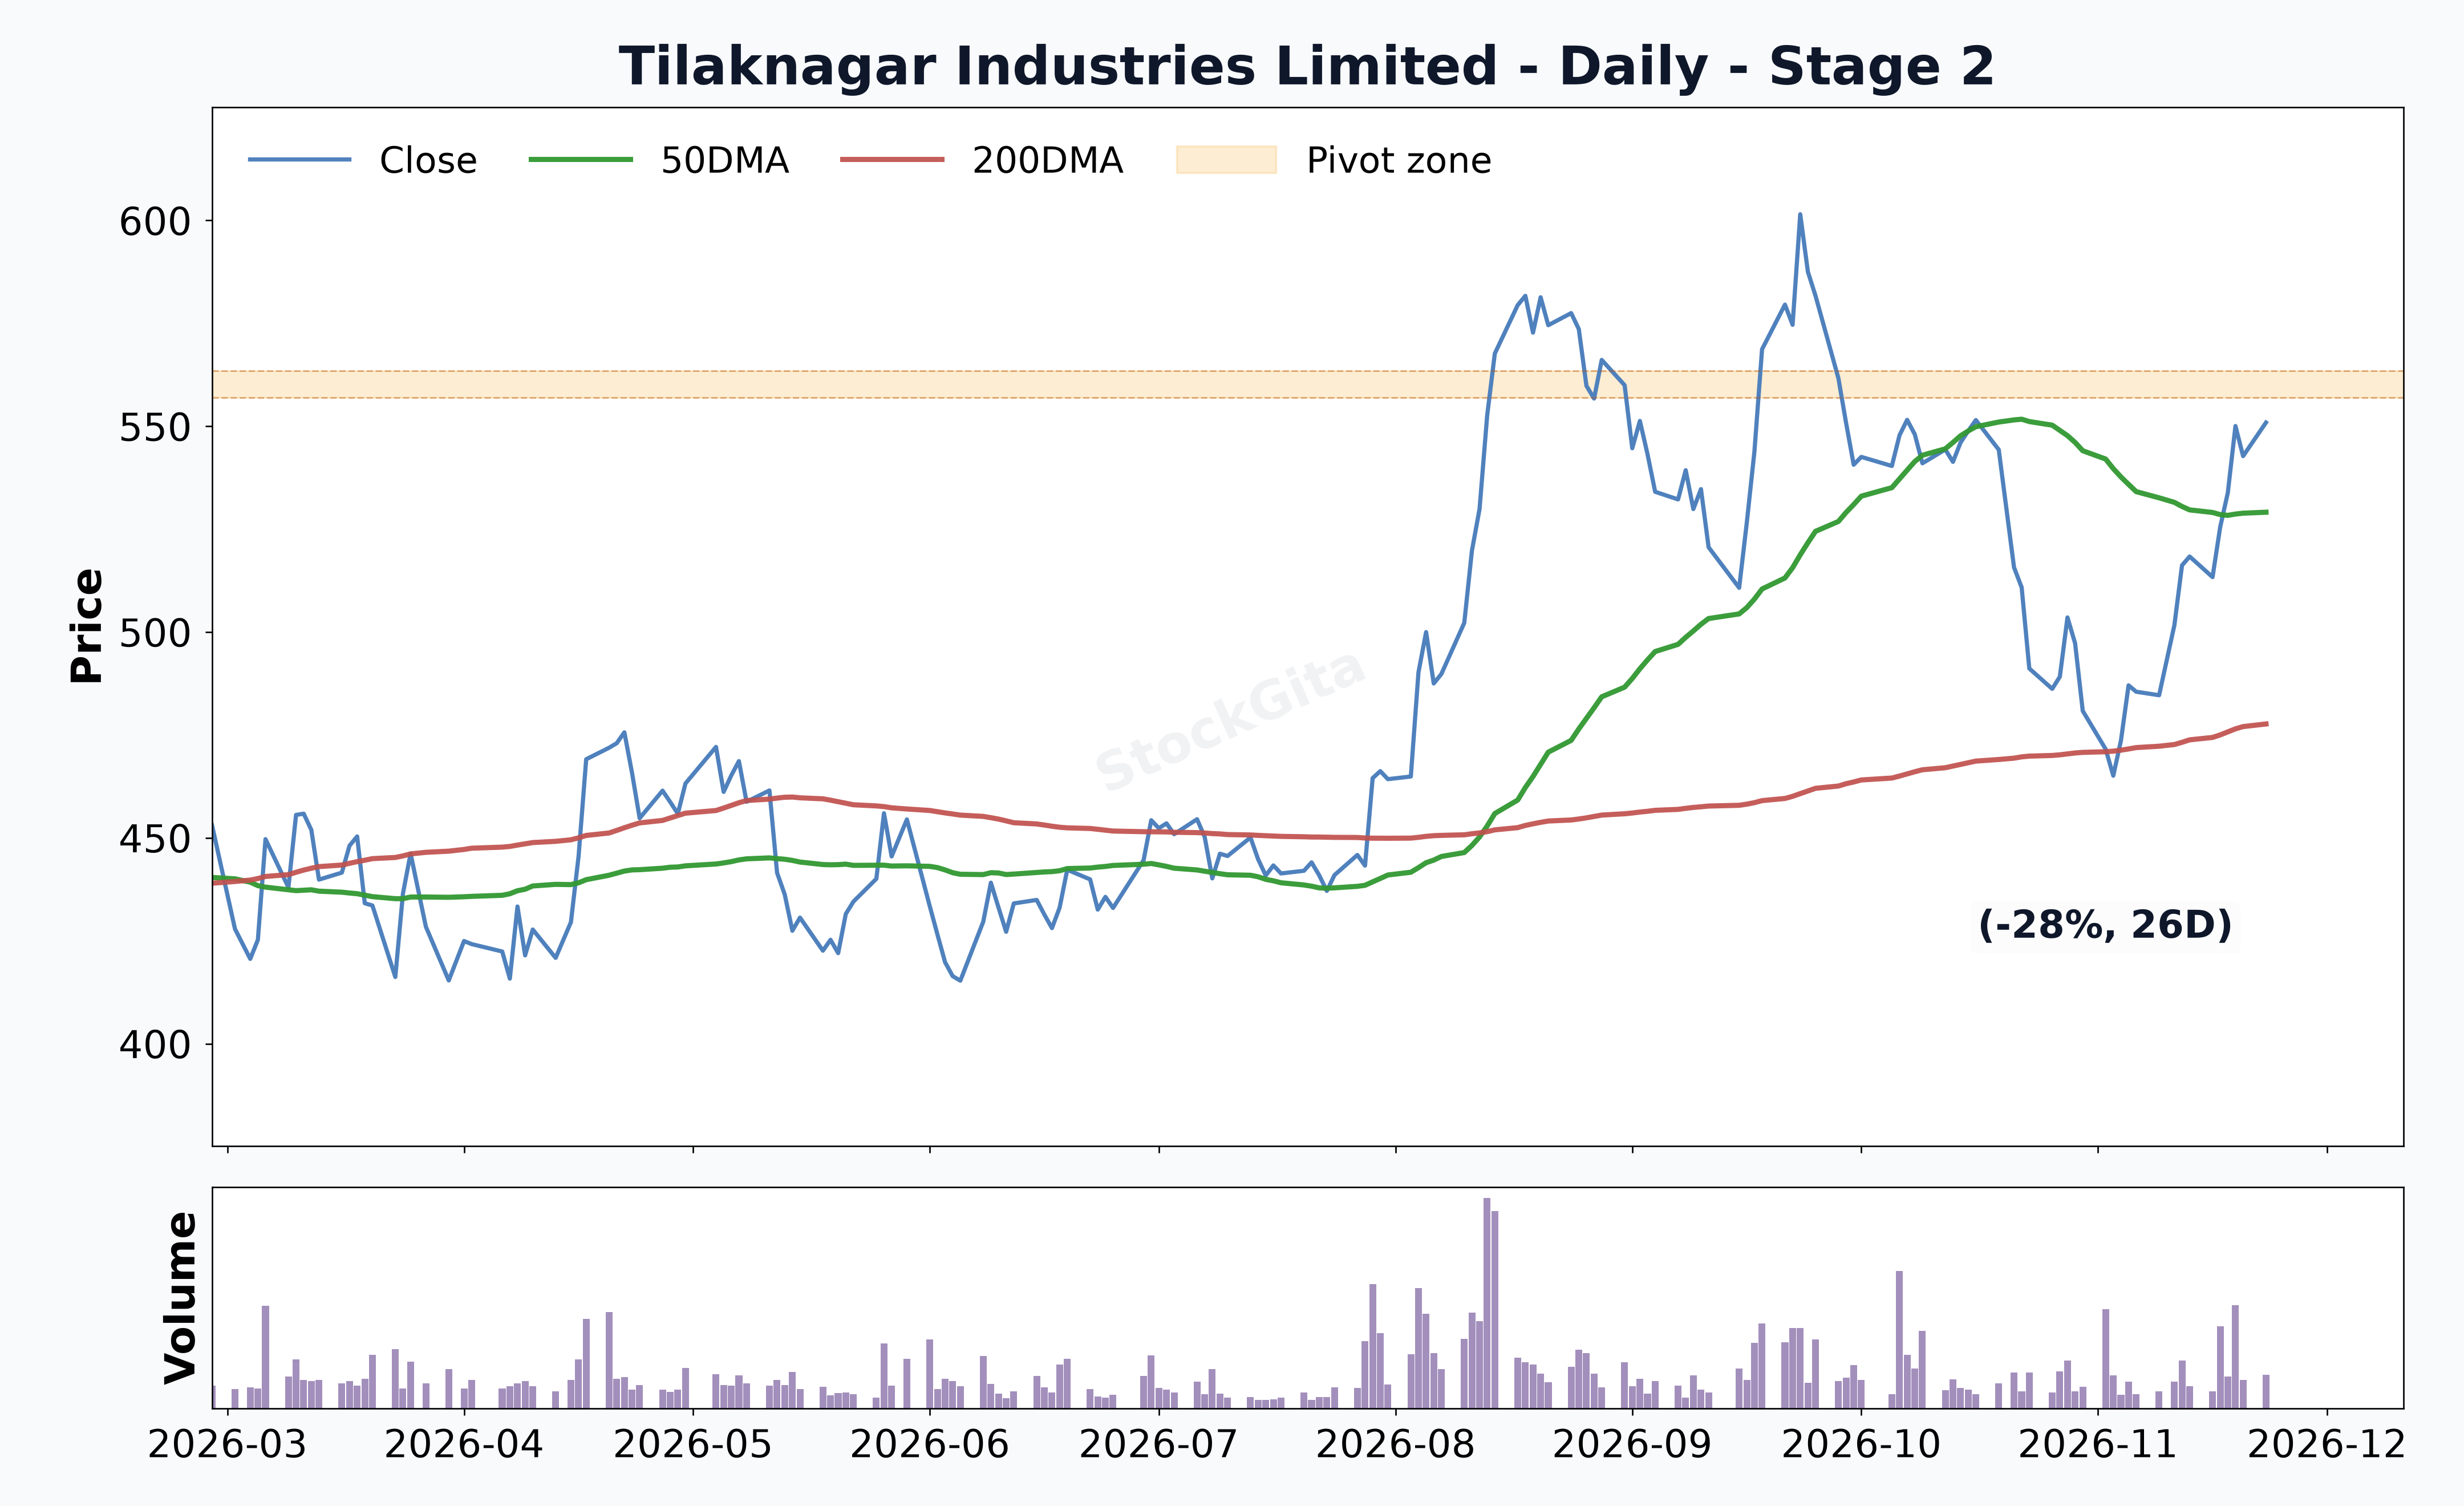 Tilaknagar Industries Limited - Daily - Stage 2
Close 50DMA 200DMA Pivot zone
600
550
500
450
400
Price
StockGita
(-28%, 26D)
Volume
2026-03 2026-04 2026-05 2026-06 2026-07 2026-08 2026-09 2026-10 2026-11 2026-12